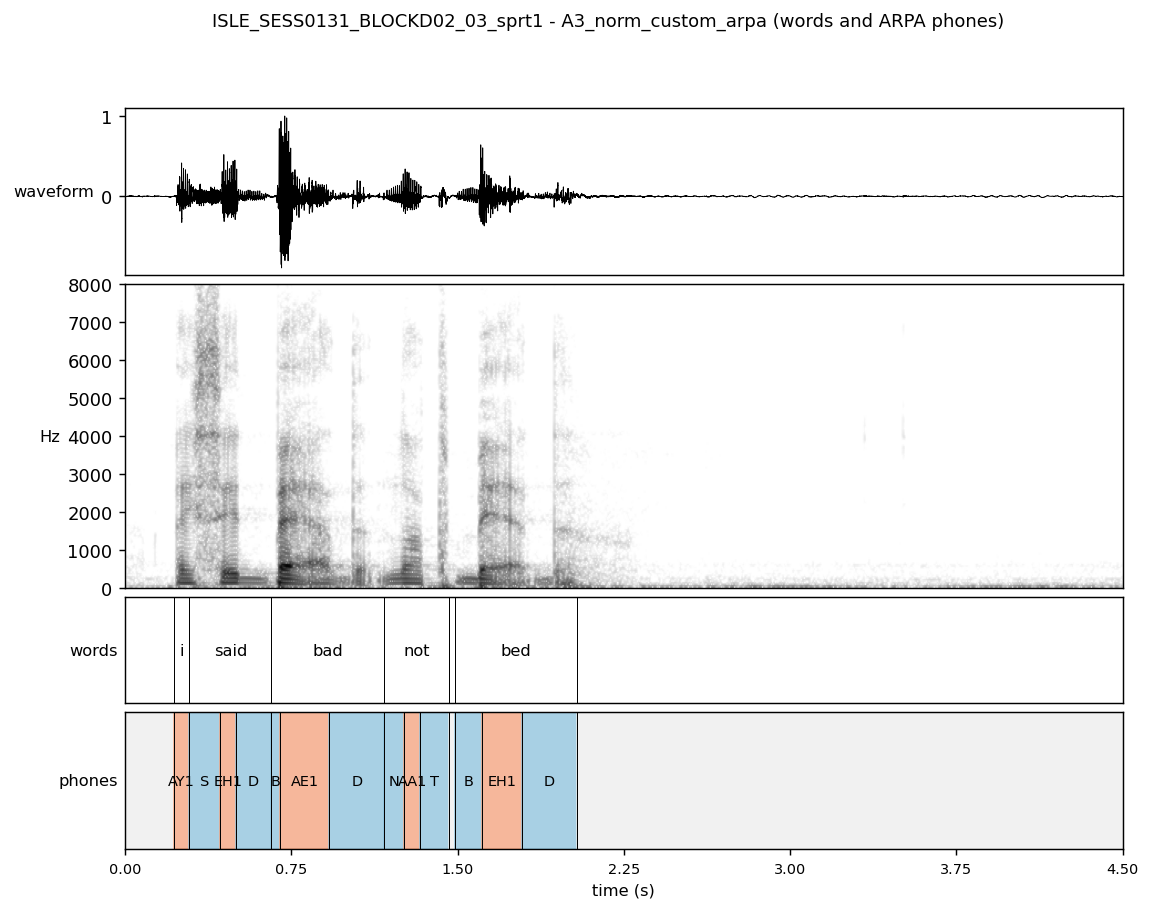 ISLE_SESS0131_BLOCKD02_03_sprt1 - A3_norm_custom_arpa (words and ARPA phones)
1
waveform 0
8000
7000
6000
5000
Hz 4000
3000
2000
1000
0
words i said bad not bed
phones AY1 S EH1 D B AE1 D N AA1 T B EH1 D
0.00 0.75 1.50 2.25 3.00 3.75 4.50
time (s)